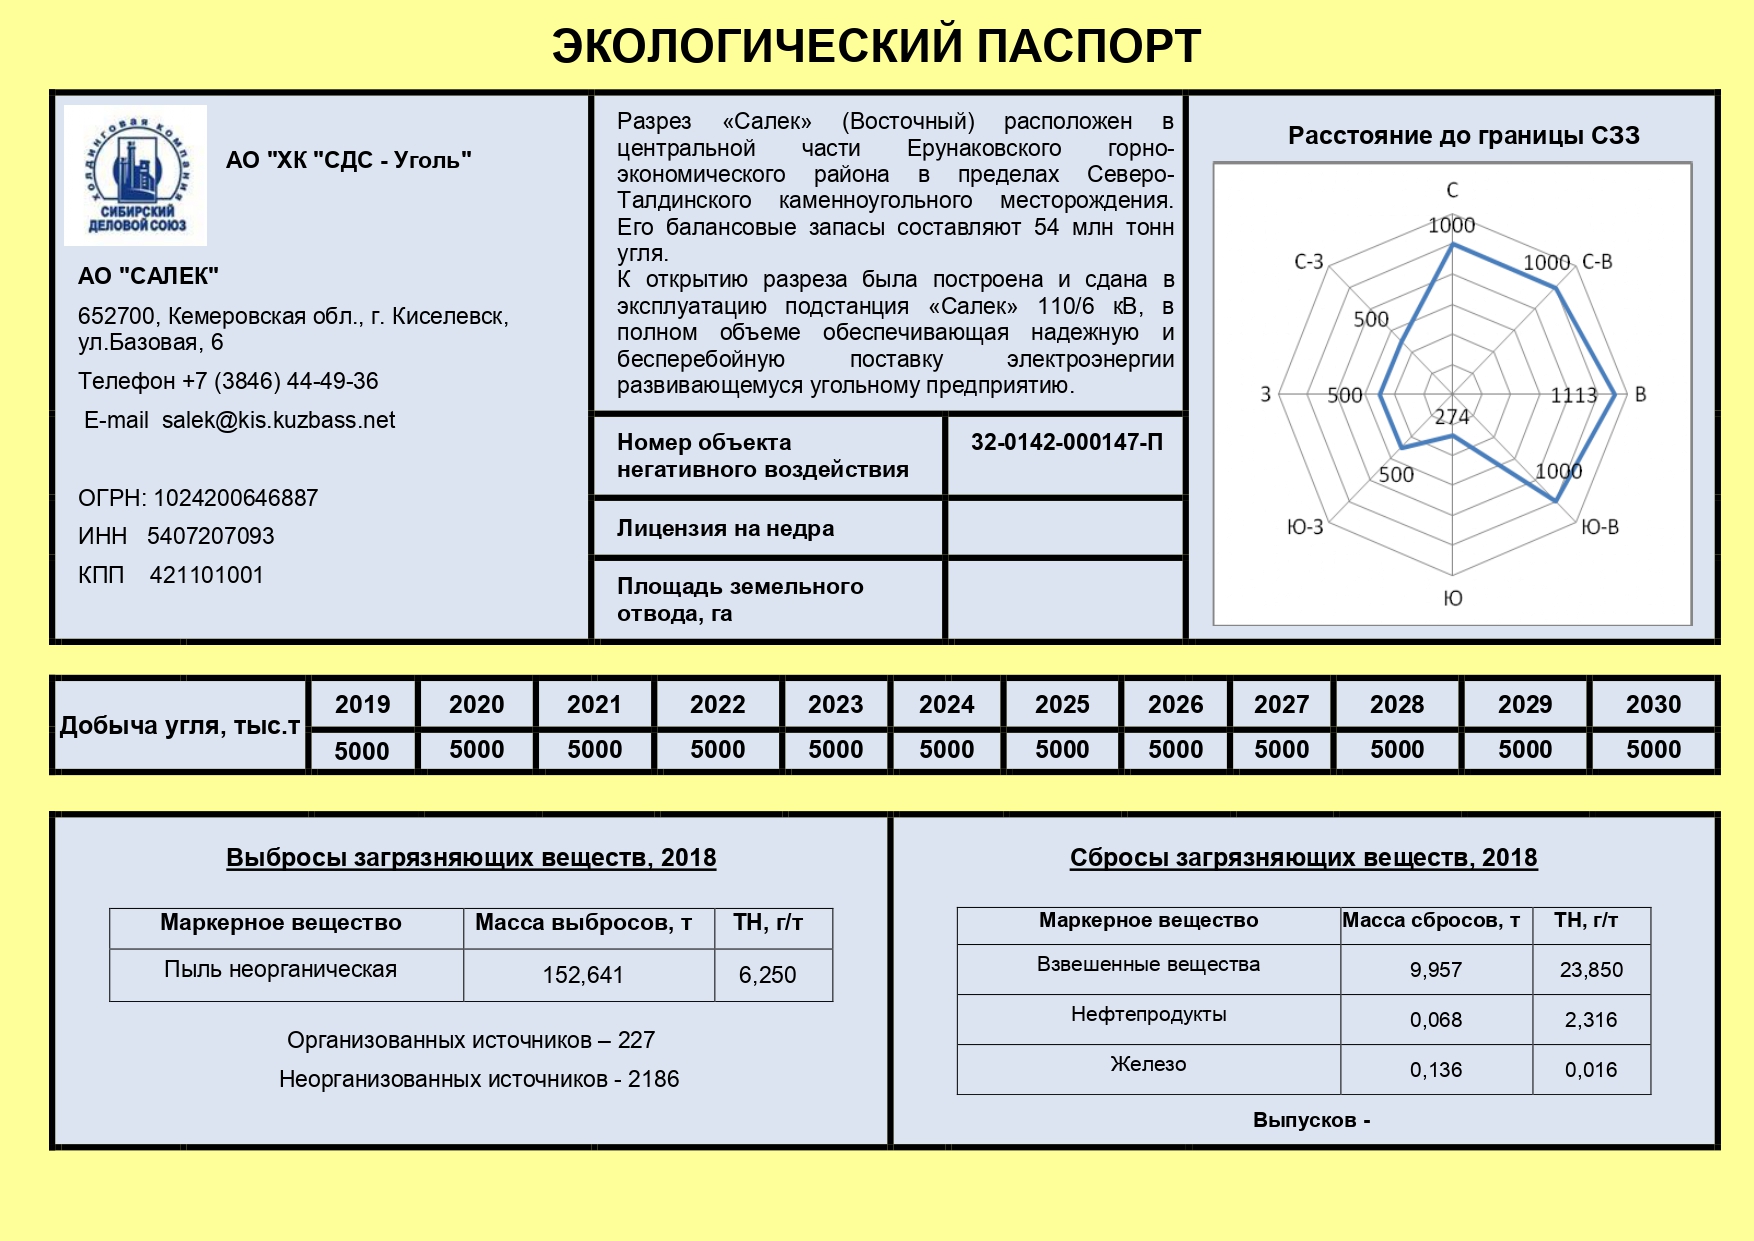 ЭКОЛОГИЧЕСКИЙ ПАСПОРТ
холдинговая компания
СИБИРСКИЙ
ДЕЛОВОЙ СОЮЗ
АО "ХК "СДС - Уголь"
АО "САЛЕК"
652700, Кемеровская обл., г. Киселевск,
ул.Базовая, 6
Телефон +7 (3846) 44-49-36
E-mail salek@kis.kuzbass.net
ОГРН: 1024200646887
ИНН 5407207093
КПП 421101001
Разрез «Салек» (Восточный) расположен в
центральной части Ерунаковского горно-
экономического района в пределах Северо-
Талдинского каменноугольного месторождения.
Его балансовые запасы составляют 54 млн тонн
угля.
К открытию разреза была построена и сдана в
эксплуатацию подстанция «Салек» 110/6 кВ, в
полном объеме обеспечивающая надежную и
бесперебойную поставку электроэнергии
развивающемуся угольному предприятию.
Номер объекта
негативного воздействия
32-0142-000147-П
Лицензия на недра
Площадь земельного
отвода, га
Расстояние до границы СЗЗ
С
1000
С-З
1000 С-В
500
З
500
1113
В
274
500
1000
Ю-З
Ю-В
Ю
Добыча угля, тыс.т
2019 2020 2021 2022 2023 2024 2025 2026 2027 2028 2029 2030
5000 5000 5000 5000 5000 5000 5000 5000 5000 5000 5000 5000
Выбросы загрязняющих веществ, 2018
Маркерное вещество Масса выбросов, т ТН, г/т
Пыль неорганическая 152,641 6,250
Организованных источников – 227
Неорганизованных источников - 2186
Сбросы загрязняющих веществ, 2018
Маркерное вещество Масса сбросов, т ТН, г/т
Взвешенные вещества 9,957 23,850
Нефтепродукты 0,068 2,316
Железо 0,136 0,016
Выпусков -